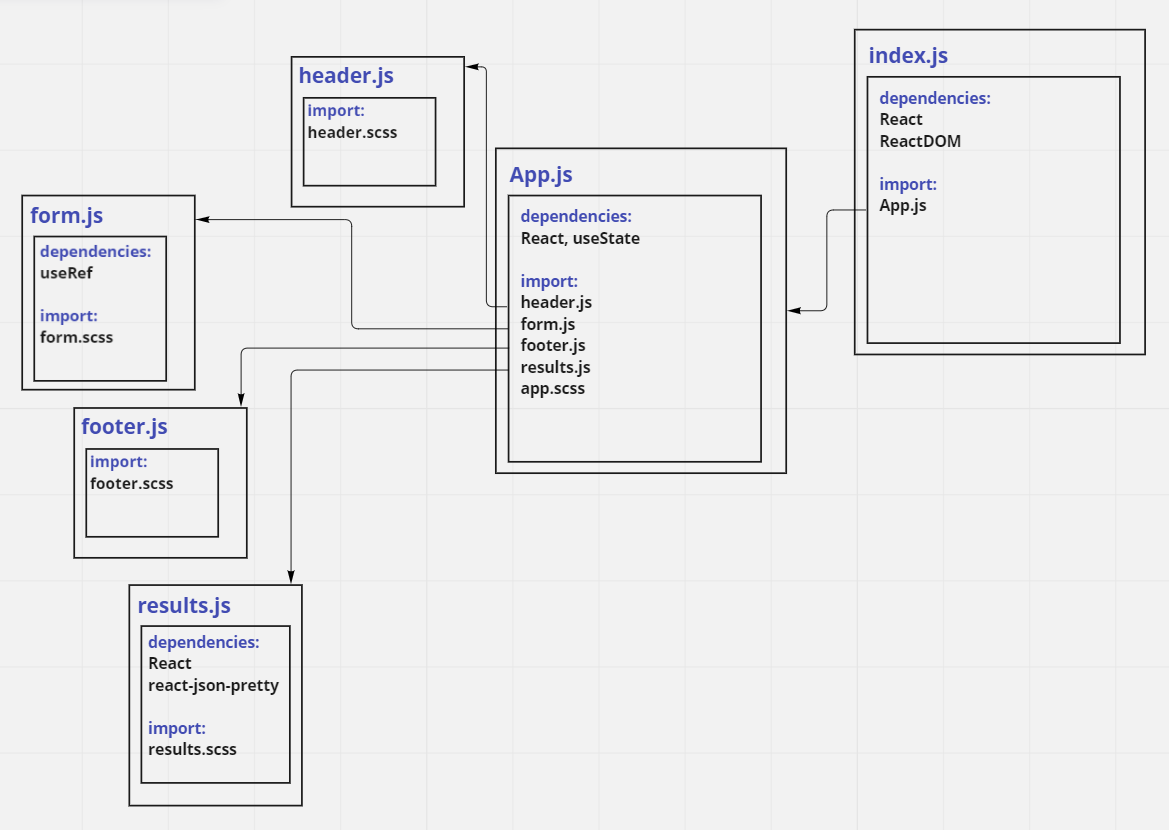 index.js
dependencies:
React
ReactDOM
import:
App.js
header.js
import:
header.scss
App.js
dependencies:
React, useState
import:
header.js
form.js
footer.js
results.js
app.scss
form.js
dependencies:
useRef
import:
form.scss
footer.js
import:
footer.scss
results.js
dependencies:
React
react-json-pretty
import:
results.scss